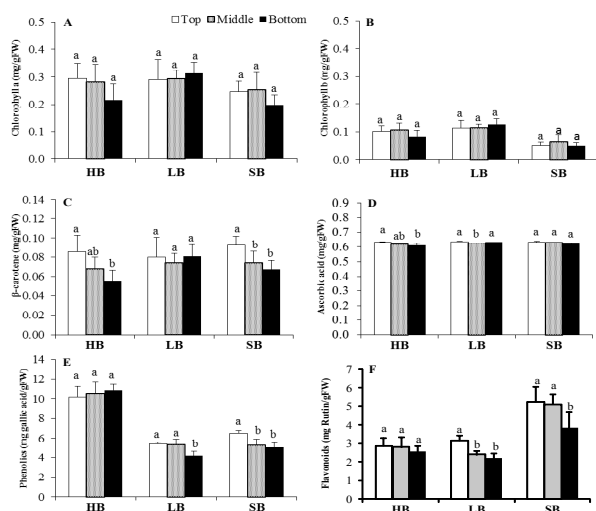 A
Top Middle Bottom
Chlorophyll a (mg/gFW)
0.5
0.4
0.3
0.2
0.1
0.0
a a a a a a a a a
HB LB SB
B
Chlorophyll b (mg/gFW)
0.5
0.4
0.3
0.2
0.1
0.0
a a a a a a a a a
HB LB SB
C
β-carotene (mg/gFW)
0.14
0.12
0.10
0.08
0.06
0.04
0.02
0.00
a ab b a a a a b b
HB LB SB
D
Ascorbic acid (mg/gFW)
0.9
0.8
0.7
0.6
0.5
0.4
0.3
0.2
0.1
0.0
a ab b a b a a a a
HB LB SB
E
Phenolics (mg gallic acid/gFW)
14
12
10
8
6
4
2
0
a a a a a b a b b
HB LB SB
F
Flavonoids (mg Rutin/gFW)
7
6
5
4
3
2
1
0
a a a a b b a a b
HB LB SB